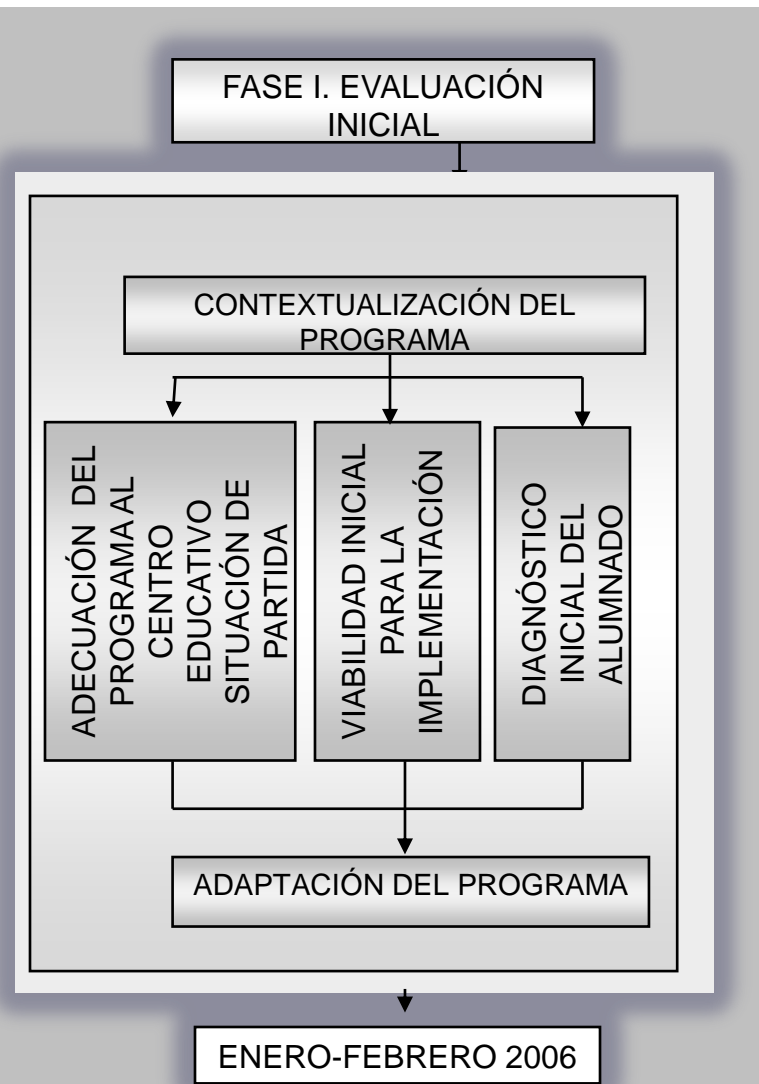 FASE I. EVALUACIÓN
INICIAL
CONTEXTUALIZACIÓN DEL
PROGRAMA
ADECUACIÓN DEL
PROGRAMA AL
CENTRO
EDUCATIVO
SITUACIÓN DE
PARTIDA
VIABILIDAD INICIAL
PARA LA
IMPLEMENTACIÓN
DIAGNÓSTICO
INICIAL DEL
ALUMNADO
ADAPTACIÓN DEL PROGRAMA
ENERO-FEBRERO 2006